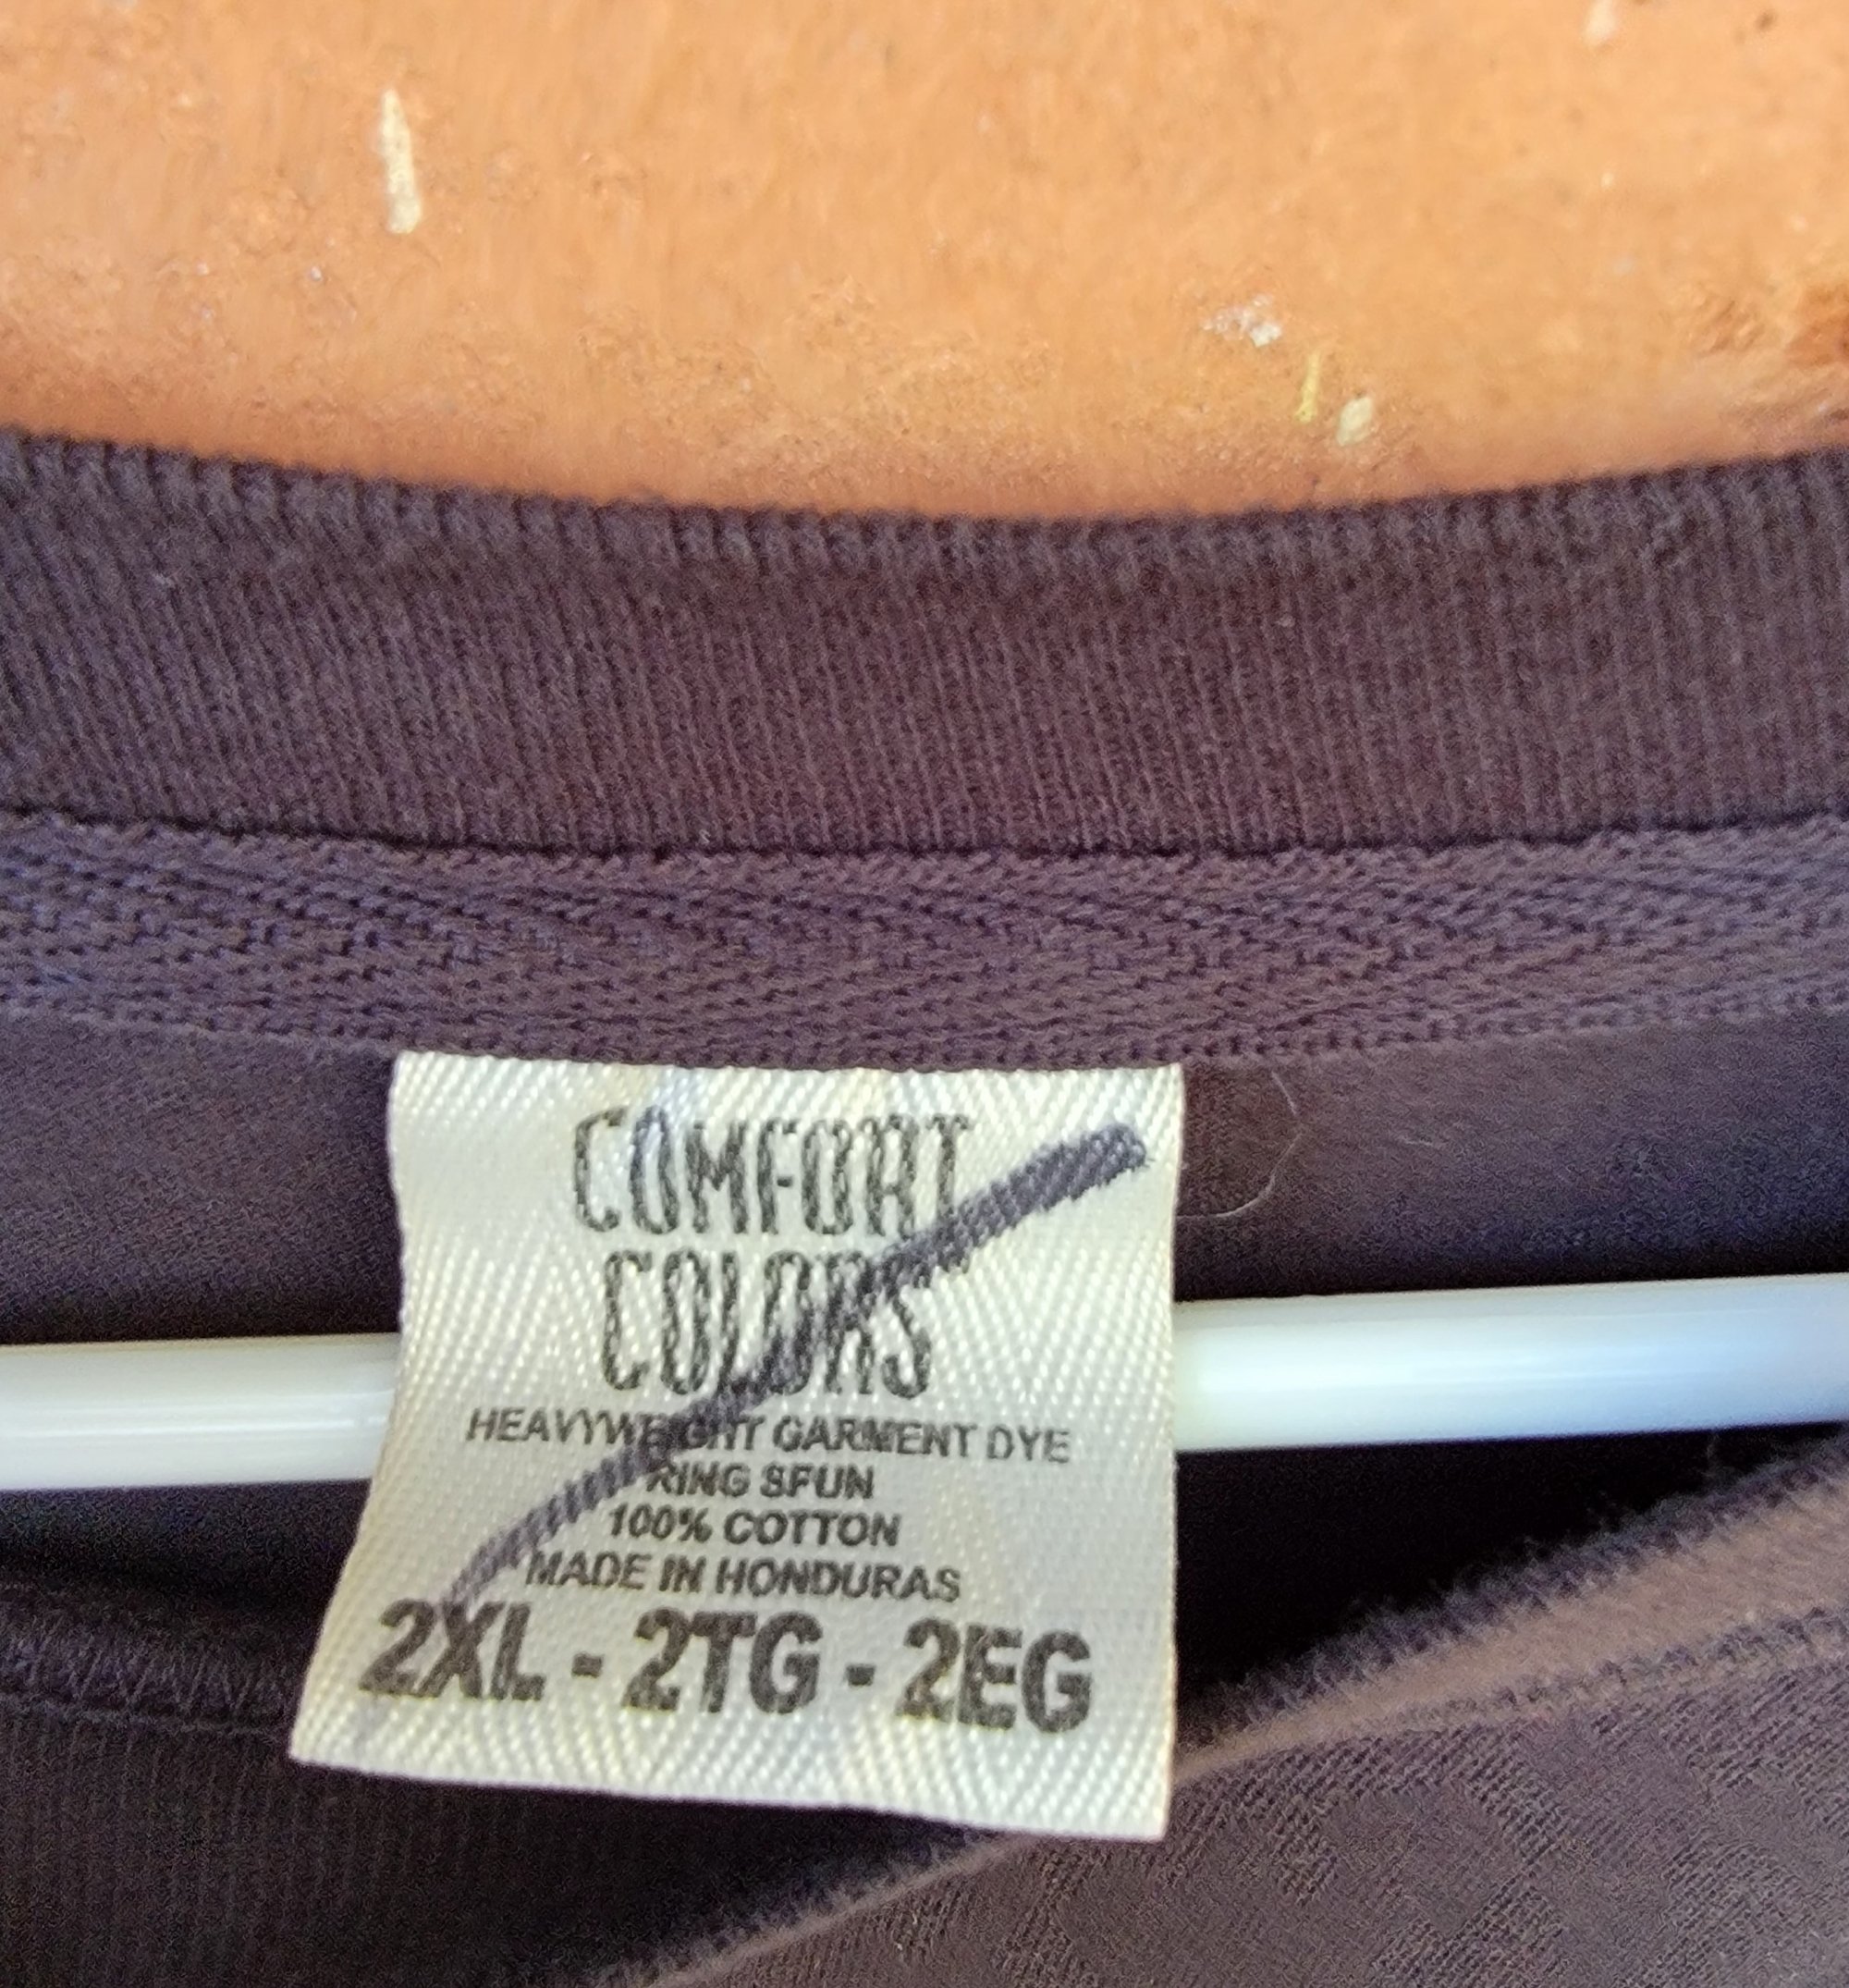 COMFORT
COLORS
HEAVYWEIGHT GARMENT DYE
RING SPUN
100% COTTON
MADE IN HONDURAS
2XL - 2TG - 2EG